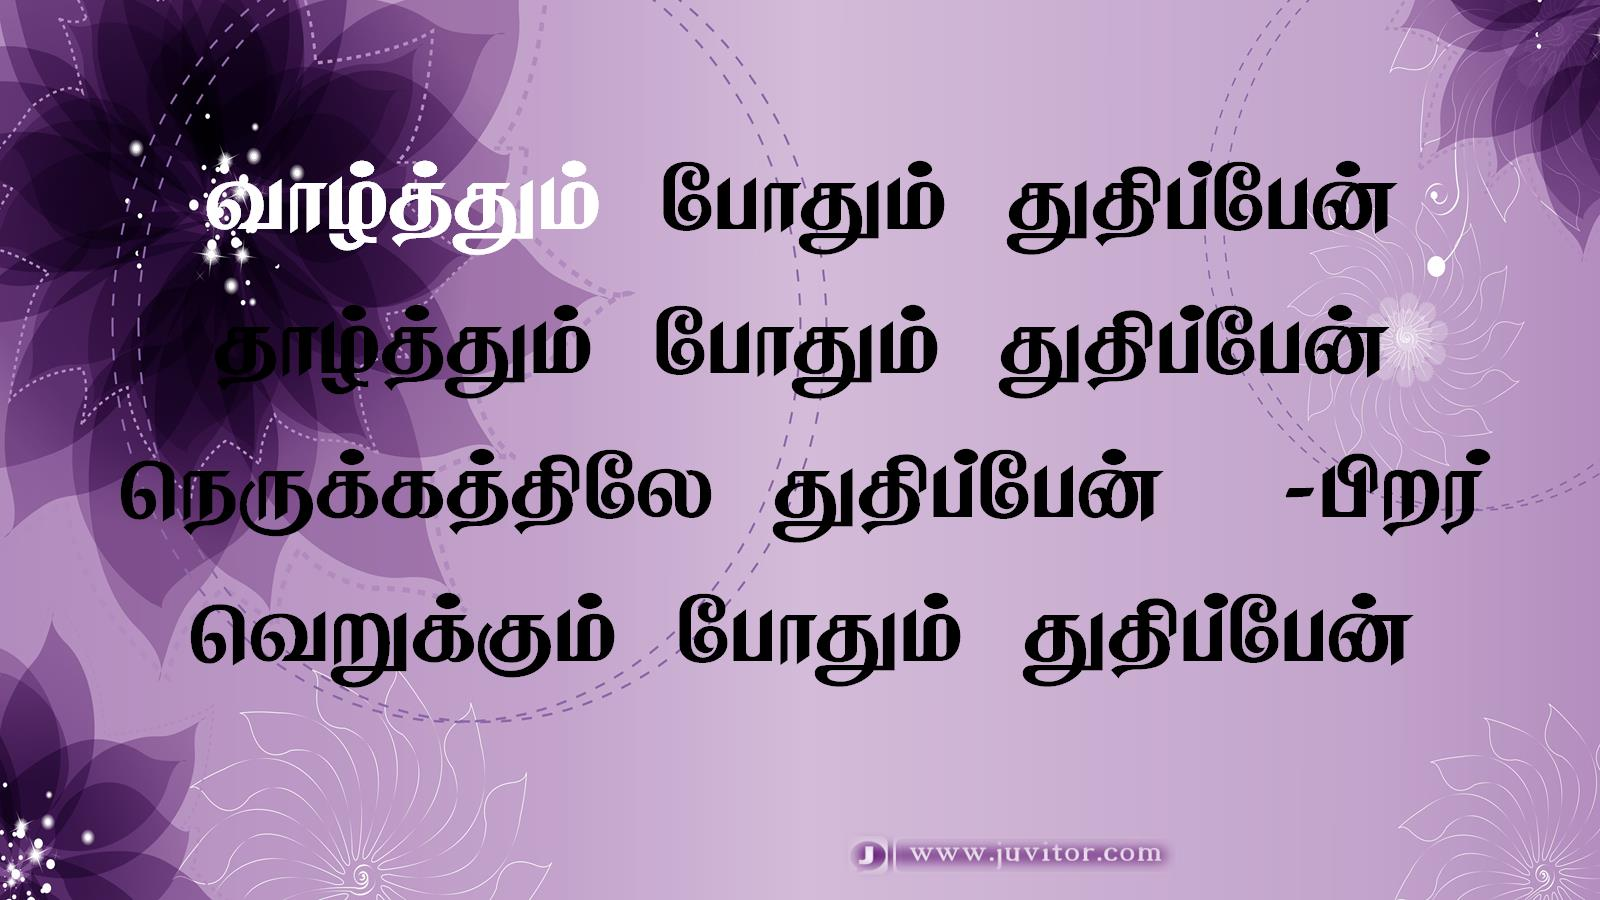 வாழ்த்தும் போதும் துதிப்பேன்
தாழ்த்தும் போதும் துதிப்பேன்
நெருக்கத்திலே துதிப்பேன் -பிறர்
வெறுக்கும் போதும் துதிப்பேன்
J www.juvitor.com